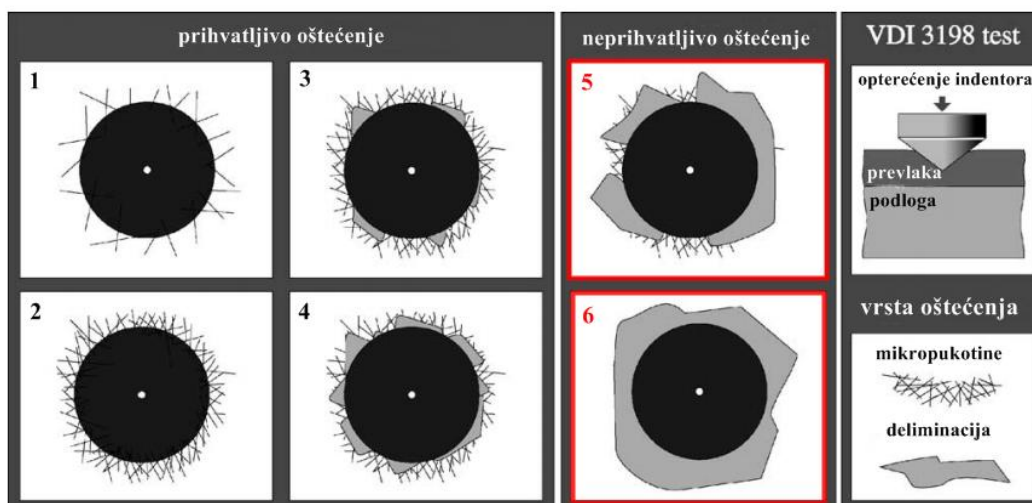 prihvatljivo oštećenje
1
3
2
4
neprihvatljivo oštećenje
5
6
VDI 3198 test
opterećenje indentora
prevlaka
podloga
vrsta oštećenja
mikropukotine
deliminacija